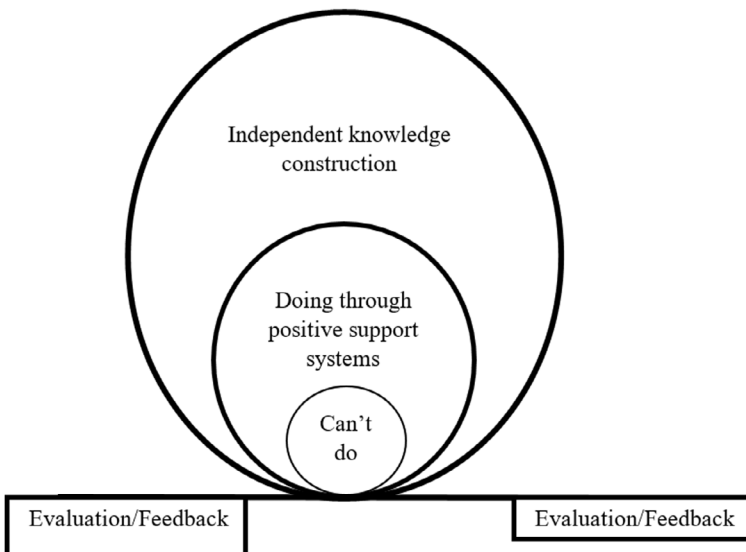 Independent knowledge
construction
Doing through
positive support
systems
Can’t
do
Evaluation/Feedback
Evaluation/Feedback